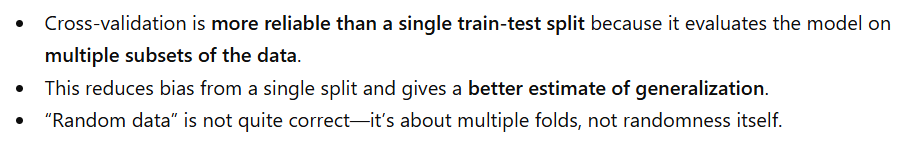 • Cross-validation is more reliable than a single train-test split because it evaluates the model on
multiple subsets of the data.
• This reduces bias from a single split and gives a better estimate of generalization.
• “Random data” is not quite correct—it’s about multiple folds, not randomness itself.